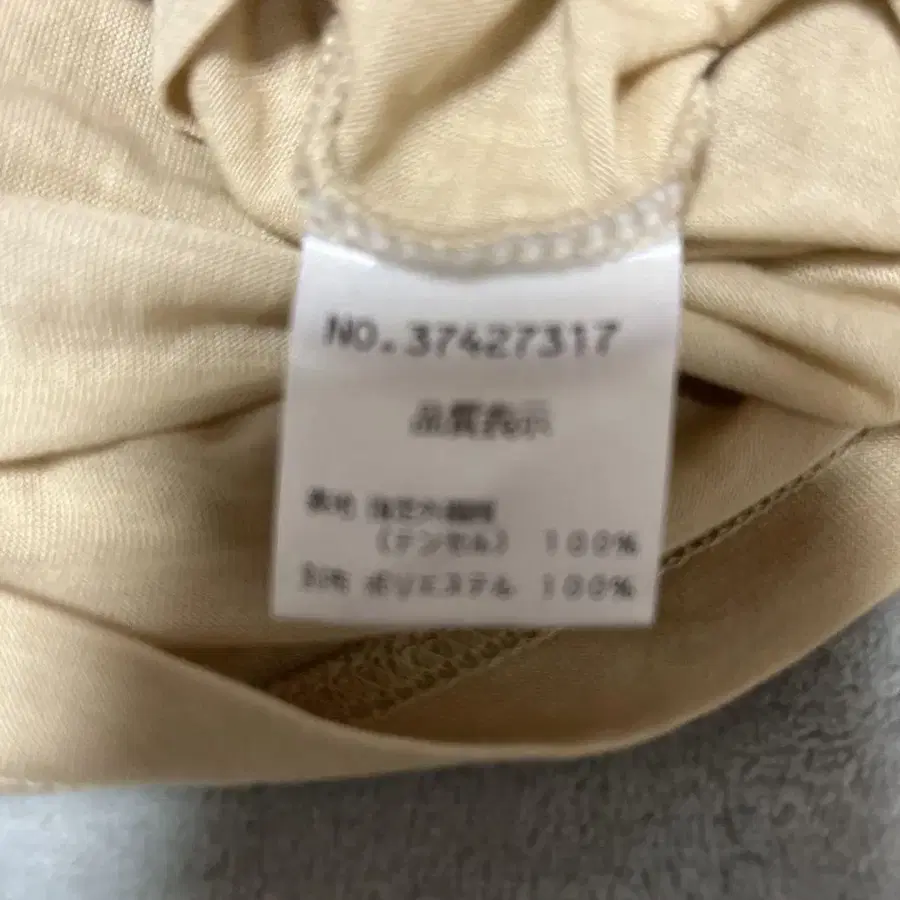 NO.37427317
品質表示
表地 指定外繊維
(テンセル) 100%
別布 ポリエステル 100%